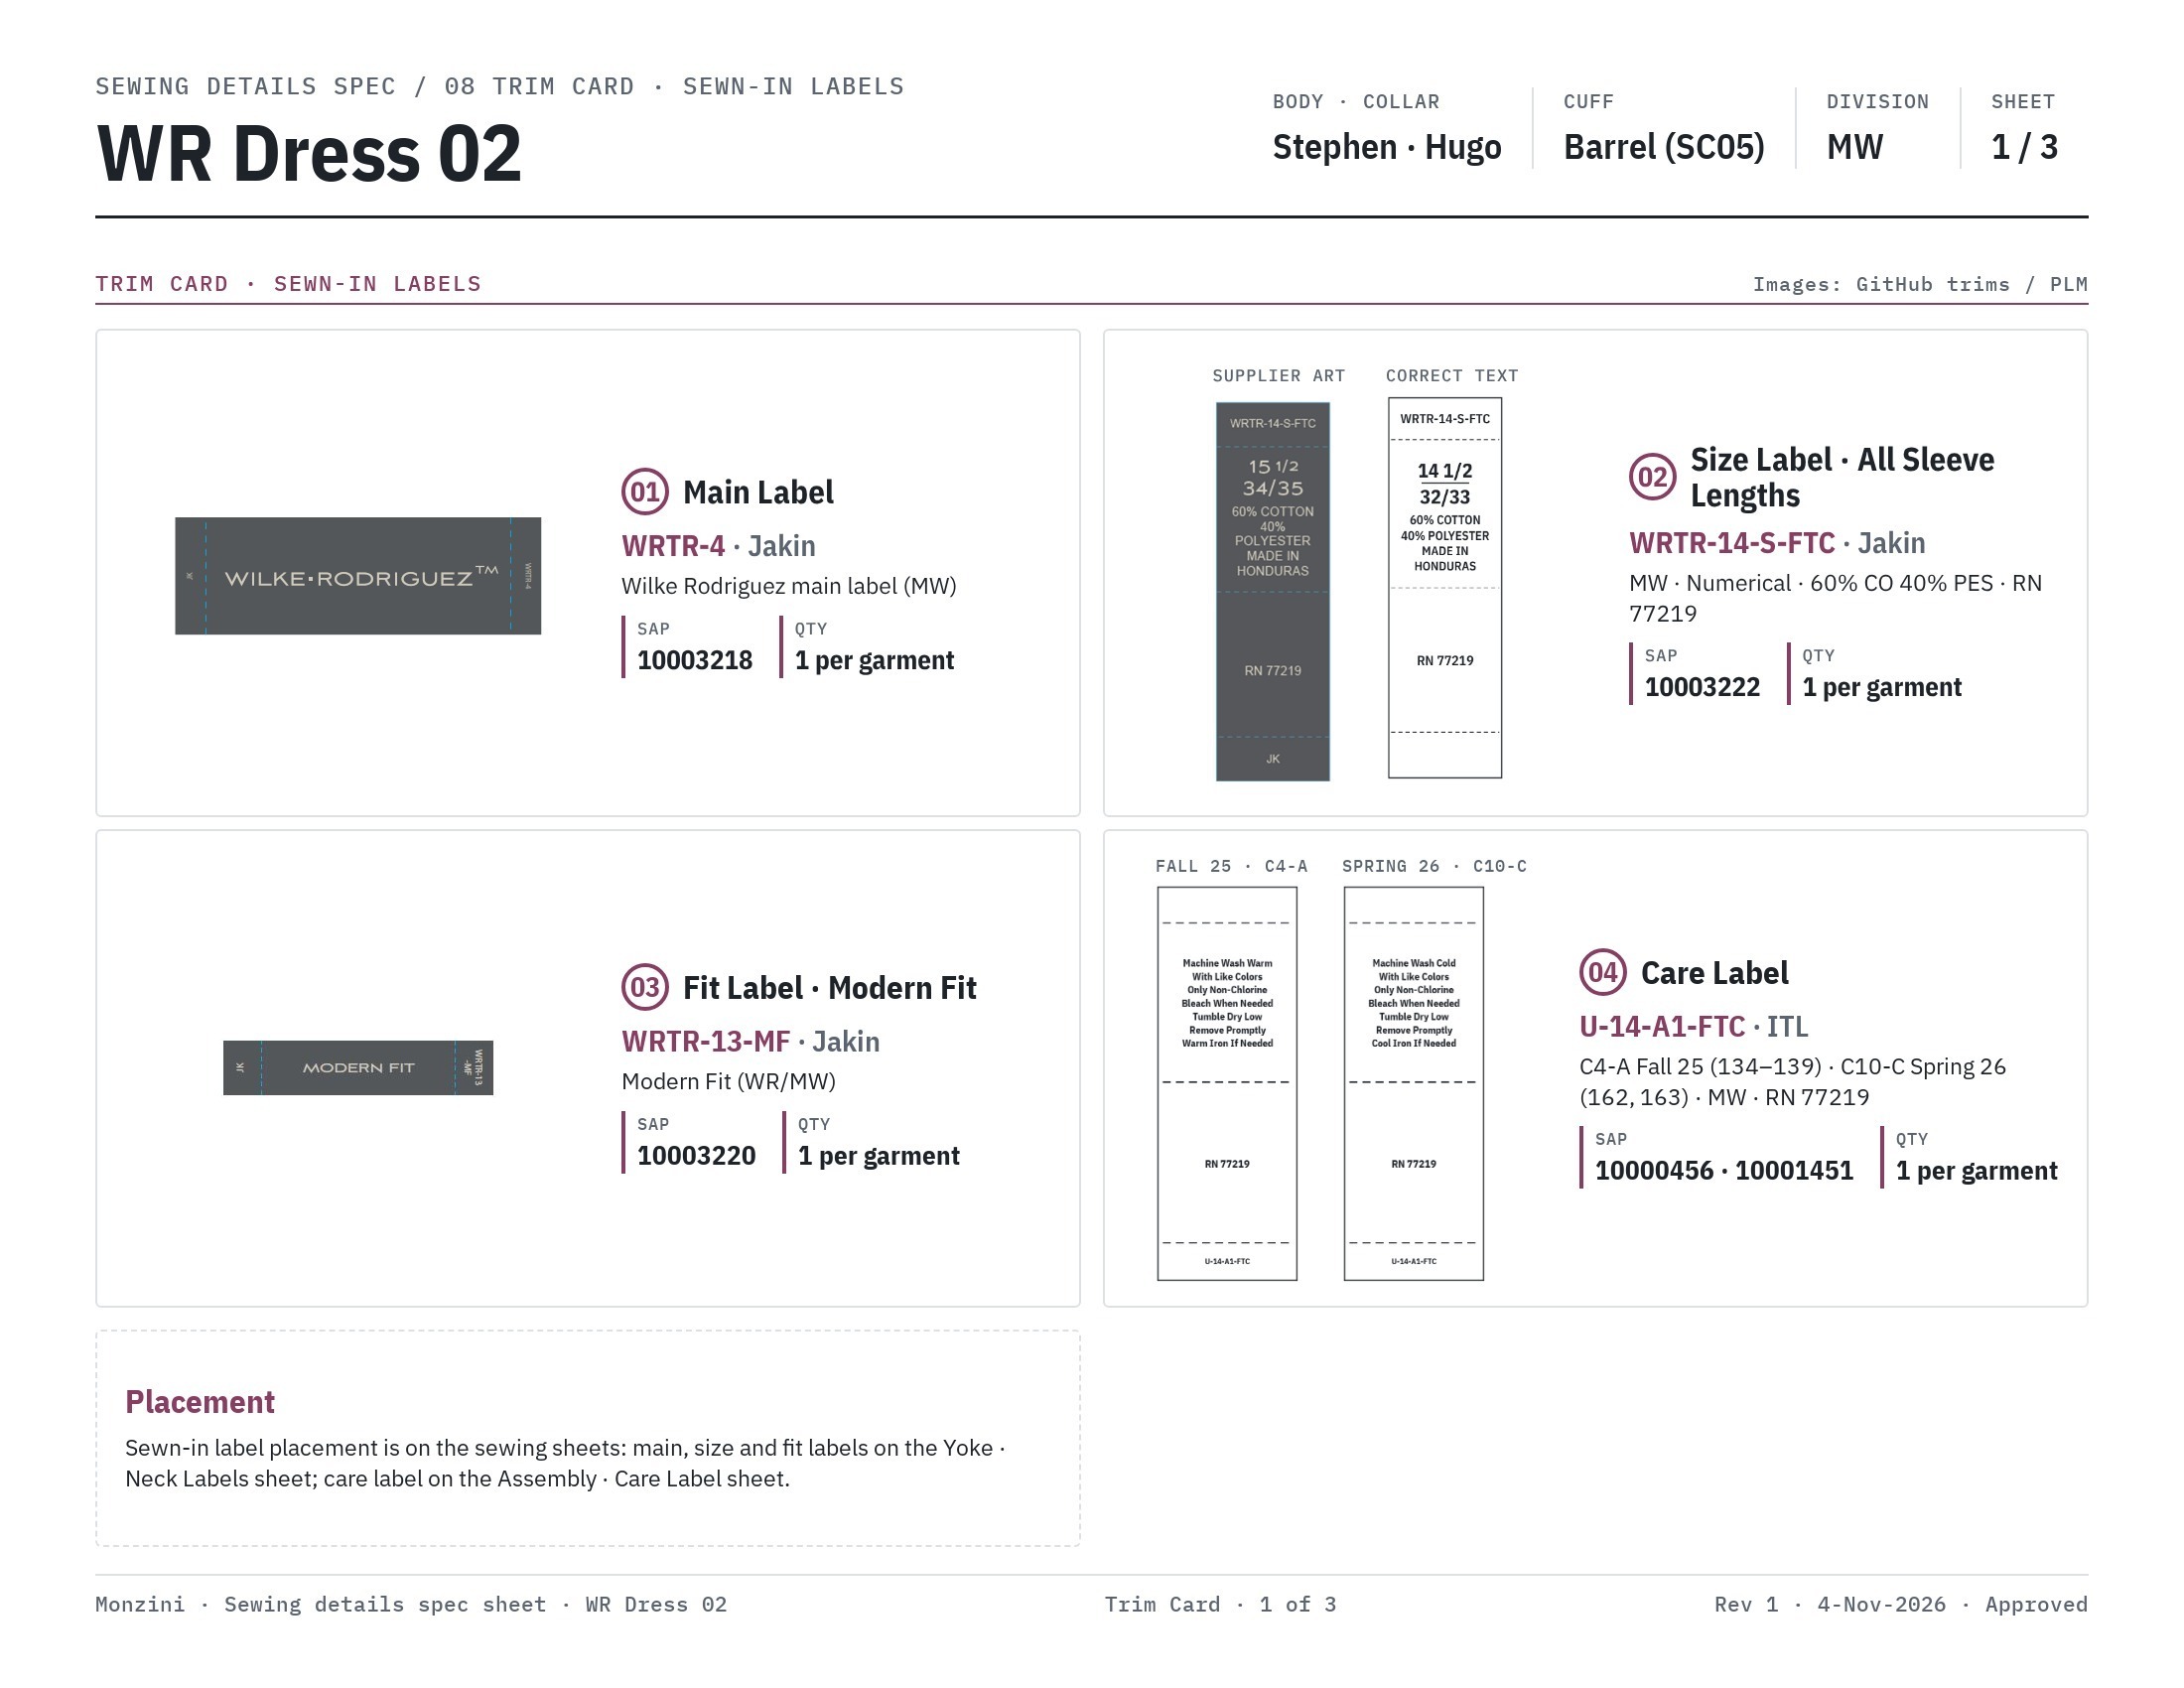 SEWING DETAILS SPEC / 08 TRIM CARD · SEWN-IN LABELS
WR Dress 02
BODY · COLLAR
Stephen · Hugo
CUFF
Barrel (SC05)
DIVISION
MW
SHEET
1 / 3
TRIM CARD · SEWN-IN LABELS
Images: GitHub trims / PLM
JK
WILKE·RODRIGUEZ™
WRTR-4
01 Main Label
WRTR-4 · Jakin
Wilke Rodriguez main label (MW)
SAP
10003218
QTY
1 per garment
SUPPLIER ART
WRTR-14-S-FTC
15 1/2
34/35
60% COTTON
40%
POLYESTER
MADE IN
HONDURAS
RN 77219
JK
CORRECT TEXT
WRTR-14-S-FTC
14 1/2
32/33
60% COTTON
40% POLYESTER
MADE IN
HONDURAS
RN 77219
02 Size Label · All Sleeve
Lengths
WRTR-14-S-FTC · Jakin
MW · Numerical · 60% CO 40% PES · RN
77219
SAP
10003222
QTY
1 per garment
JK
MODERN FIT
WRTR-13
-MF
03 Fit Label · Modern Fit
WRTR-13-MF · Jakin
Modern Fit (WR/MW)
SAP
10003220
QTY
1 per garment
FALL 25 · C4-A
Machine Wash Warm
With Like Colors
Only Non-Chlorine
Bleach When Needed
Tumble Dry Low
Remove Promptly
Warm Iron If Needed
RN 77219
U-14-A1-FTC
SPRING 26 · C10-C
Machine Wash Cold
With Like Colors
Only Non-Chlorine
Bleach When Needed
Tumble Dry Low
Remove Promptly
Cool Iron If Needed
RN 77219
U-14-A1-FTC
04 Care Label
U-14-A1-FTC · ITL
C4-A Fall 25 (134–139) · C10-C Spring 26
(162, 163) · MW · RN 77219
SAP
10000456 · 10001451
QTY
1 per garment
Placement
Sewn-in label placement is on the sewing sheets: main, size and fit labels on the Yoke ·
Neck Labels sheet; care label on the Assembly · Care Label sheet.
Monzini · Sewing details spec sheet · WR Dress 02
Trim Card · 1 of 3
Rev 1 · 4-Nov-2026 · Approved